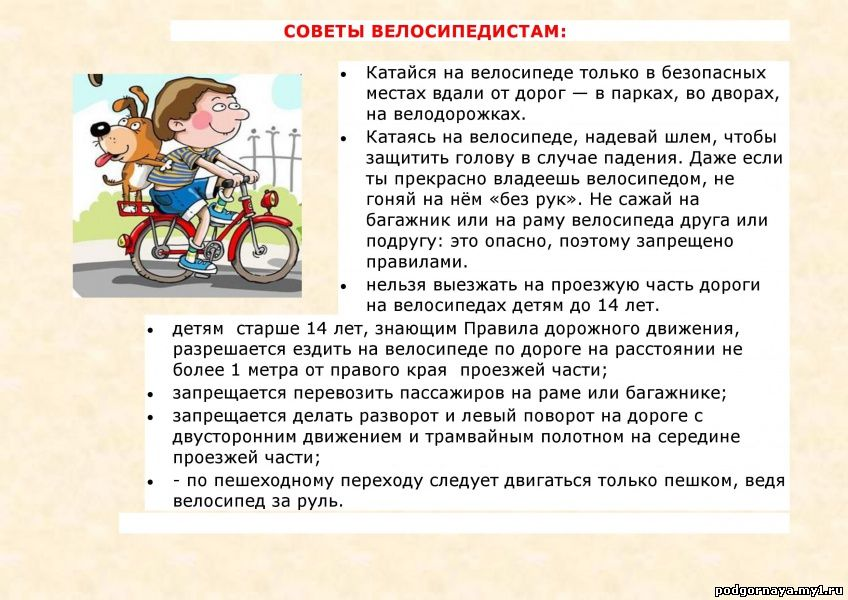 СОВЕТЫ ВЕЛОСИПЕДИСТАМ:
• Катайся на велосипеде только в безопасных
местах вдали от дорог — в парках, во дворах,
на велодорожках.
• Катаясь на велосипеде, надевай шлем, чтобы
защитить голову в случае падения. Даже если
ты прекрасно владеешь велосипедом, не
гоняй на нём «без рук». Не сажай на
багажник или на раму велосипеда друга или
подругу: это опасно, поэтому запрещено
правилами.
• нельзя выезжать на проезжую часть дороги
на велосипедах детям до 14 лет.
• детям старше 14 лет, знающим Правила дорожного движения,
разрешается ездить на велосипеде по дороге на расстоянии не
более 1 метра от правого края проезжей части;
• запрещается перевозить пассажиров на раме или багажнике;
• запрещается делать разворот и левый поворот на дороге с
двусторонним движением и трамвайным полотном на середине
проезжей части;
• - по пешеходному переходу следует двигаться только пешком, ведя
велосипед за руль.
podgornaya.my1.ru